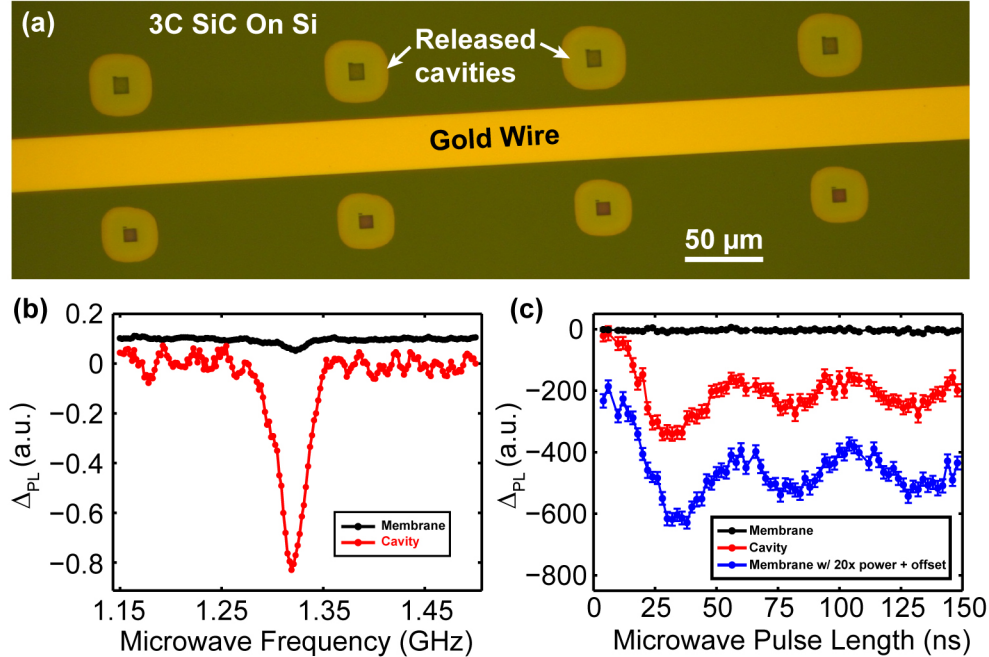 (a)
3C SiC On Si
Released
cavities
Gold Wire
50 μm
(b)
0.2
0
−0.2
−0.4
−0.6
−0.8
ΔPL (a.u.)
Membrane
Cavity
1.15
1.25
1.35
1.45
Microwave Frequency (GHz)
(c)
0
−200
−400
−600
−800
ΔPL (a.u.)
Membrane
Cavity
Membrane w/ 20x power + offset
0
25
50
75
100
125
150
Microwave Pulse Length (ns)